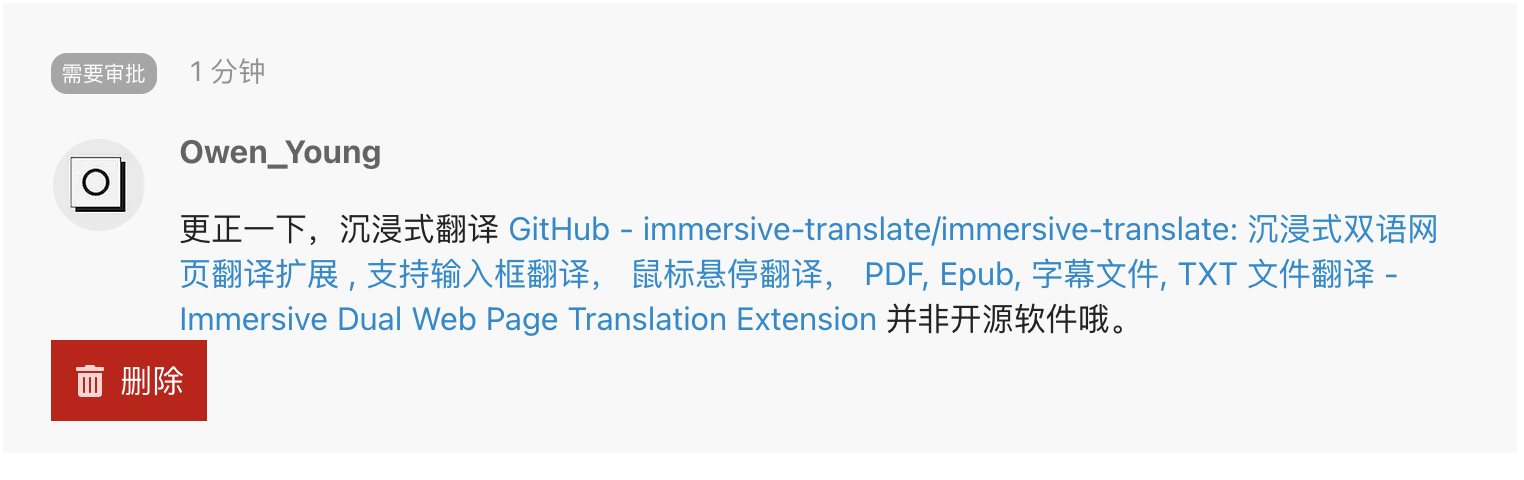 需要审批 1 分钟
Owen_Young
更正一下，沉浸式翻译 GitHub - immersive-translate/immersive-translate: 沉浸式双语网
页翻译扩展 , 支持输入框翻译， 鼠标悬停翻译， PDF, Epub, 字幕文件, TXT 文件翻译 -
Immersive Dual Web Page Translation Extension 并非开源软件哦。
删除